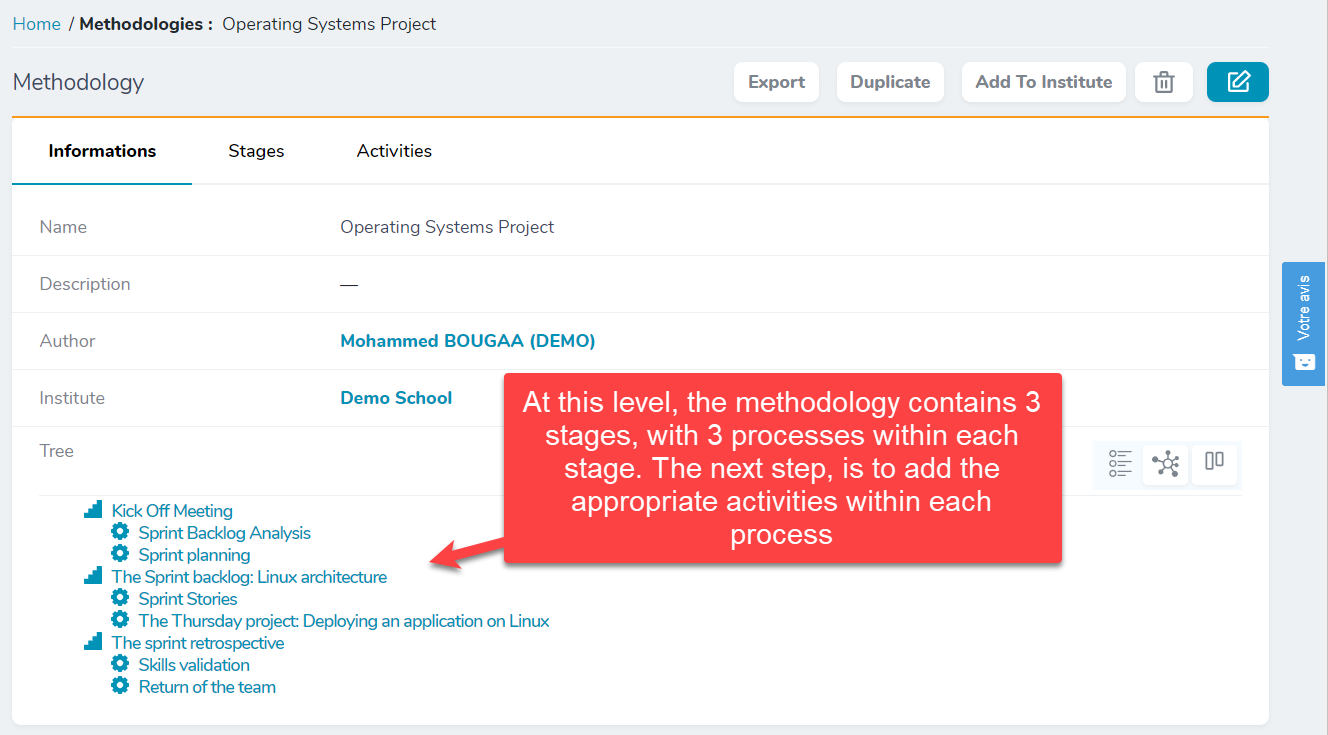 Home / Methodologies : Operating Systems Project
Methodology
Export
Duplicate
Add To Institute
Informations
Stages
Activities
Name
Operating Systems Project
Description
—
Author
Mohammed BOUGAA (DEMO)
Institute
Demo School
At this level, the methodology contains 3
stages, with 3 processes within each
stage. The next step, is to add the
appropriate activities within each
process
Tree
Kick Off Meeting
Sprint Backlog Analysis
Sprint planning
The Sprint backlog: Linux architecture
Sprint Stories
The Thursday project: Deploying an application on Linux
The sprint retrospective
Skills validation
Return of the team
Votre avis